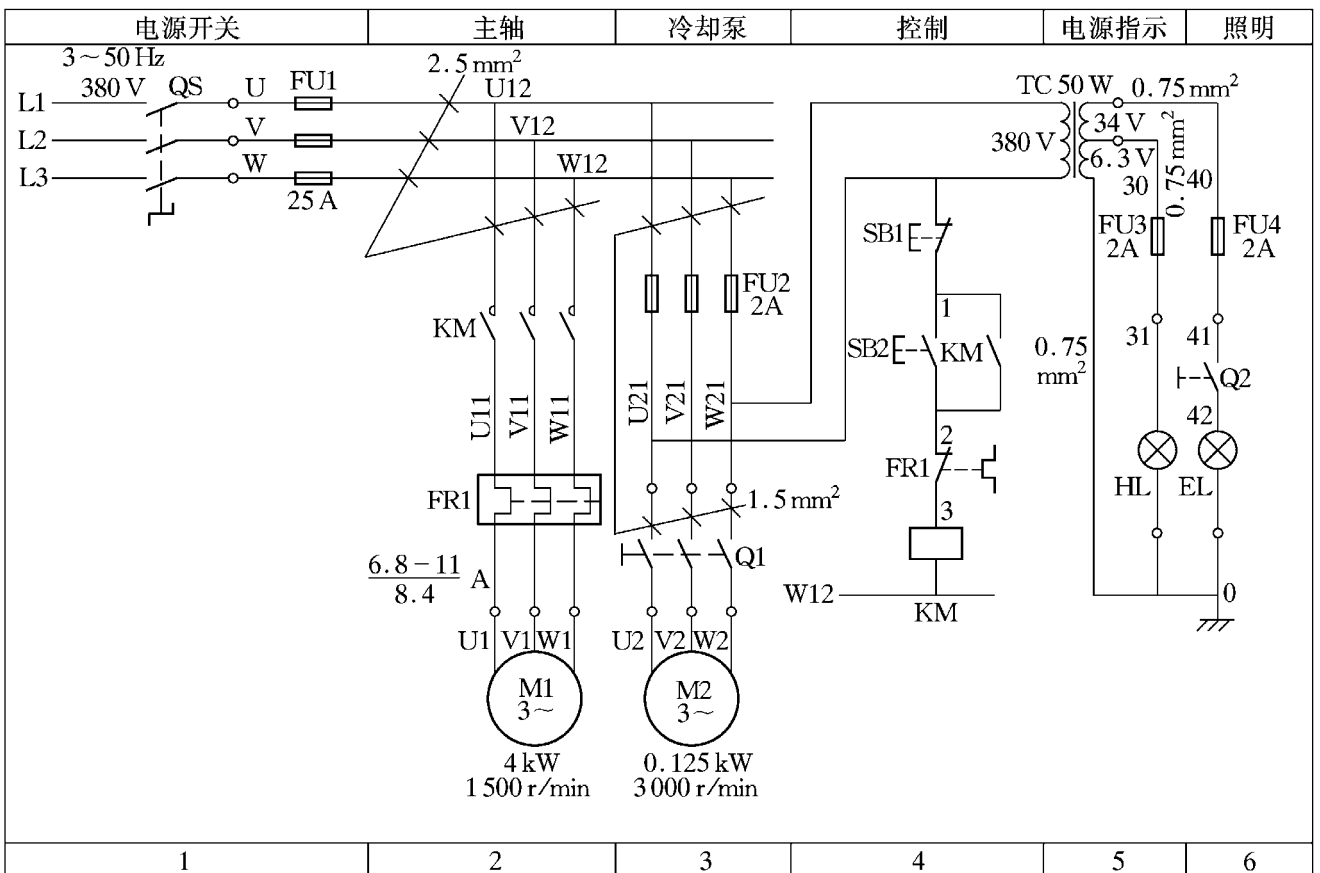 电源开关 主轴 冷却泵 控制 电源指示 照明
3～50 Hz
380 V QS U FU1
2.5 mm²
U12
TC 50 W 0.75 mm²
L1
L2 V V12 34 V
380 V
L3 W W12 6.3 V
25 A
30 0.75 mm² 40
SB1
FU3
2A
FU4
2A
FU2
2A
1
KM
SB2 KM
0.75
mm²
31 41
Q2
U11 V11 W11
U21 V21 W21
42
2
FR1
FR1
HL EL
3
1.5 mm²
Q1
6.8-11
8.4
A
W12
KM
0
U1 V1 W1 U2 V2 W2
M1
3～
M2
3～
4 kW
1 500 r/min
0.125 kW
3 000 r/min
1 2 3 4 5 6